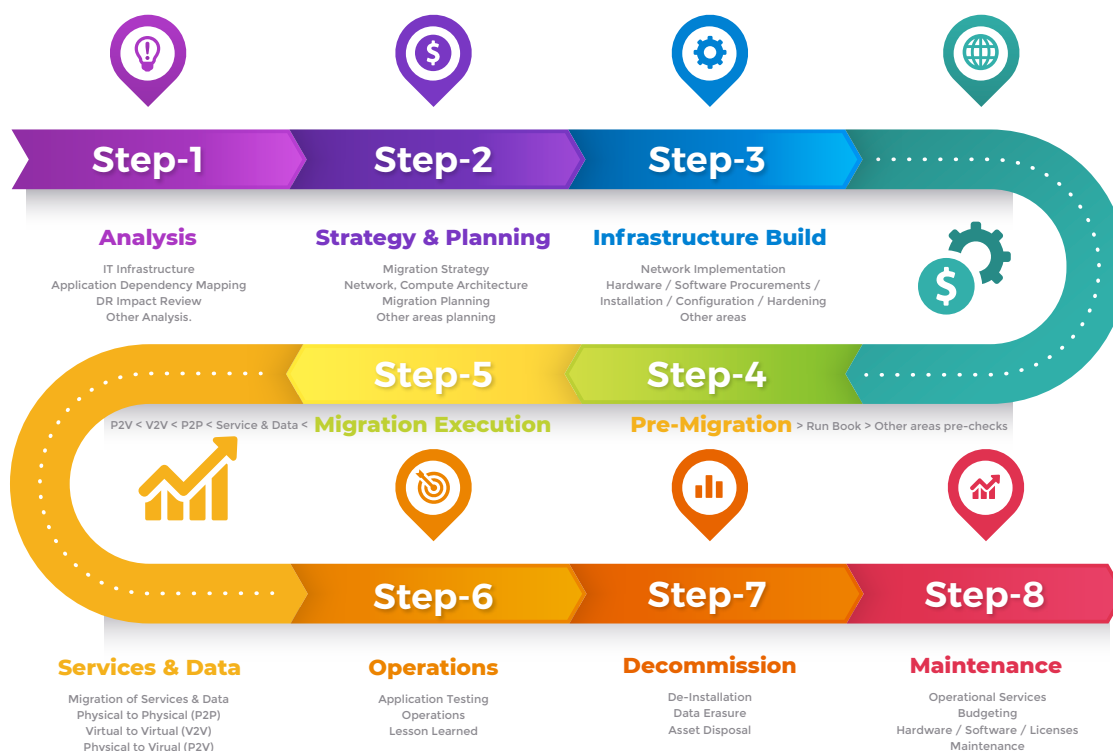 Step-1
Step-2
Step-3
Analysis
IT Infrastructure
Application Dependency Mapping
DR Impact Review
Other Analysis.
Strategy & Planning
Migration Strategy
Network, Compute Architecture
Migration Planning
Other areas planning
Infrastructure Build
Network Implementation
Hardware / Software Procurements /
Installation / Configuration / Hardening
Other areas
Step-5
Step-4
P2V < V2V < P2P < Service & Data < Migration Execution
Pre-Migration > Run Book > Other areas pre-checks
Step-6
Step-7
Step-8
Services & Data
Migration of Services & Data
Physical to Physical (P2P)
Virtual to Virtual (V2V)
Physical to Virual (P2V)
Operations
Application Testing
Operations
Lesson Learned
Decommission
De-Installation
Data Erasure
Asset Disposal
Maintenance
Operational Services
Budgeting
Hardware / Software / Licenses
Maintenance